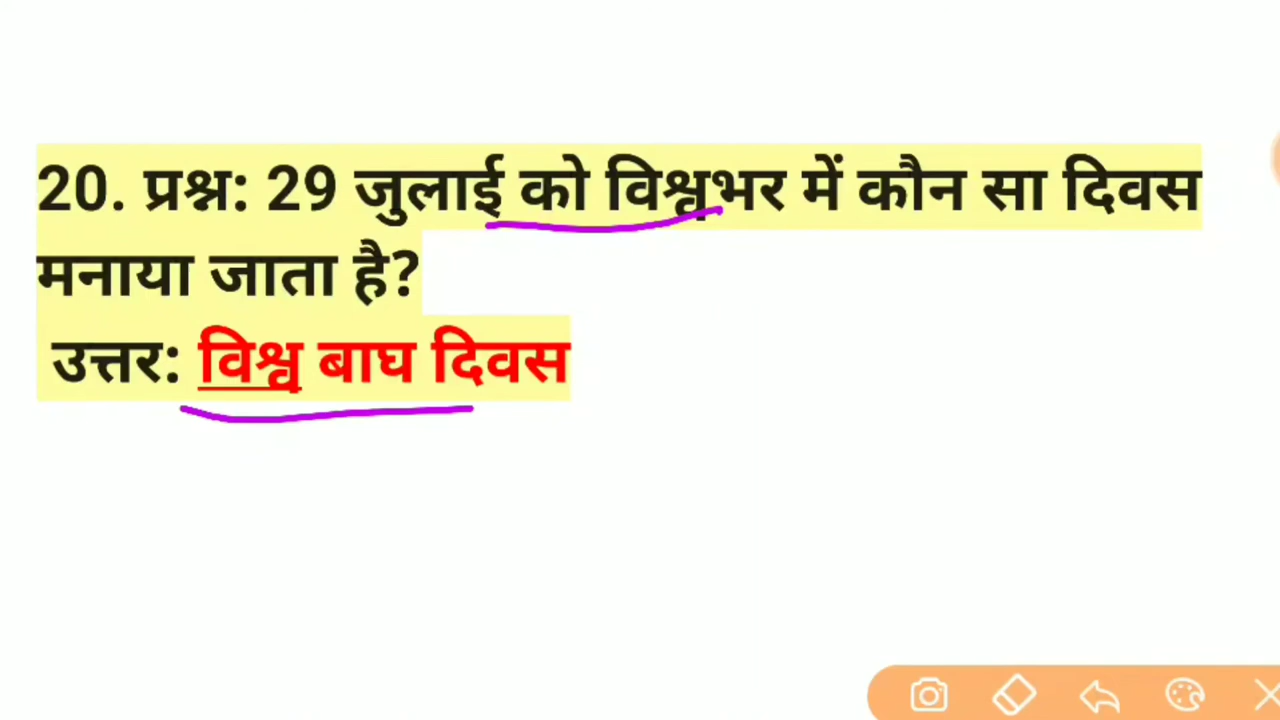 20. प्रश्न: 29 जुलाई को विश्वभर में कौन सा दिवस
मनाया जाता है?
उत्तर: विश्व बाघ दिवस